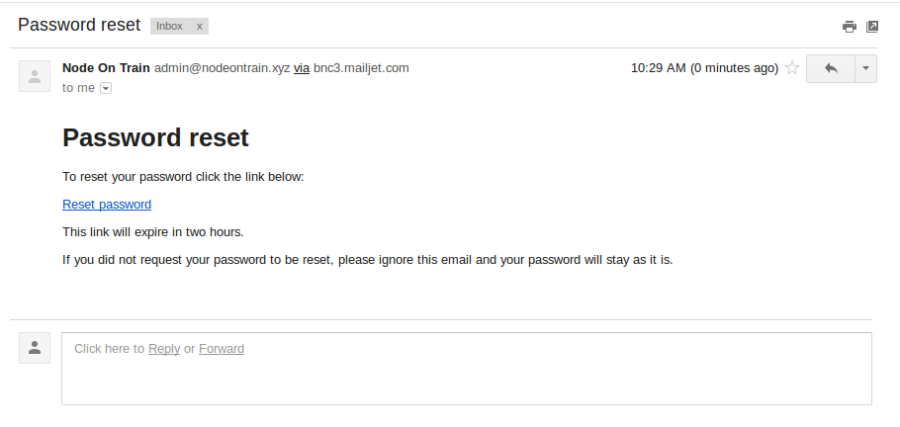 Password reset Inbox x
Node On Train admin@nodeontrain.xyz via bnc3.mailjet.com 10:29 AM (0 minutes ago)
to me
Password reset
To reset your password click the link below:
Reset password
This link will expire in two hours.
If you did not request your password to be reset, please ignore this email and your password will stay as it is.
Click here to Reply or Forward